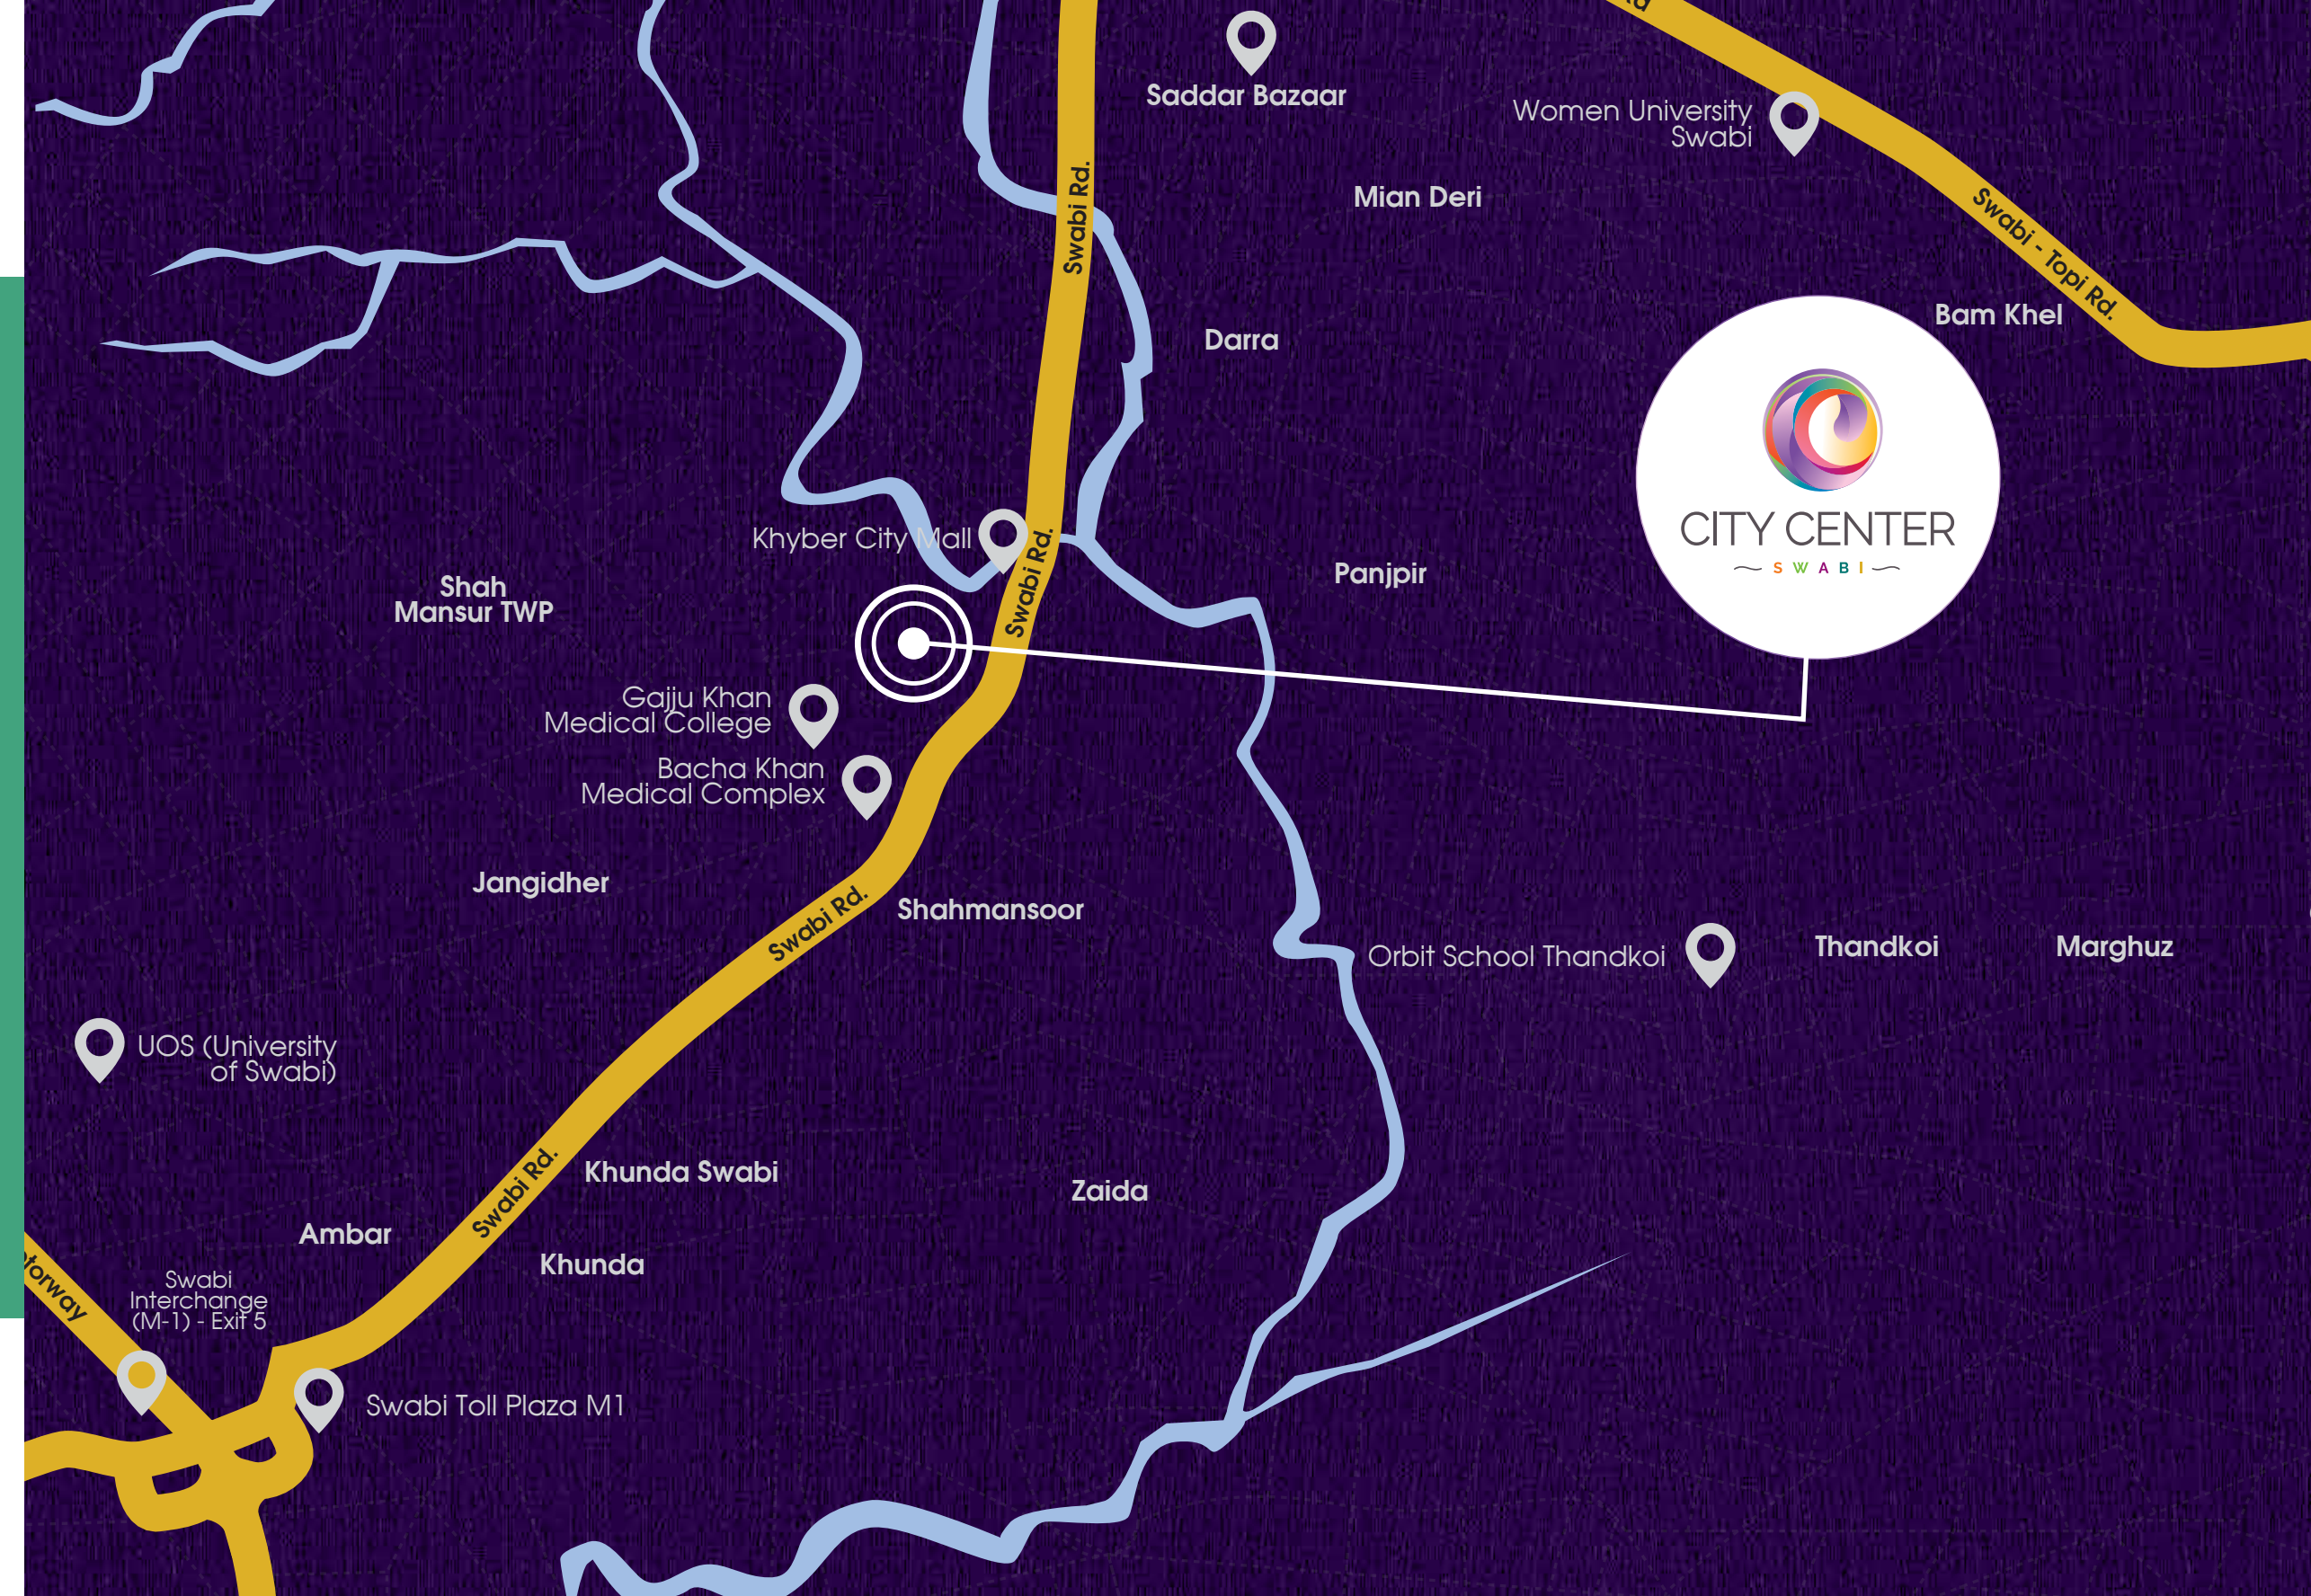 Saddar Bazaar
Women University
Swabi
Swabi Rd.
Mian Deri
Swabi - Topi Rd.
Bam Khel
Darra
CITY CENTER
SWABI
Khyber City Mall
Swabi Rd.
Panjpir
Shah
Mansur TWP
Gajju Khan
Medical College
Bacha Khan
Medical Complex
Jangidher
Swabi Rd.
Shahmansoor
Orbit School Thandkoi
Thandkoi
Marghuz
UOS (University
of Swabi)
Swabi Rd.
Khunda Swabi
Zaida
Ambar
Khunda
Swabi
Interchange
(M-1) - Exit 5
Swabi Toll Plaza M1